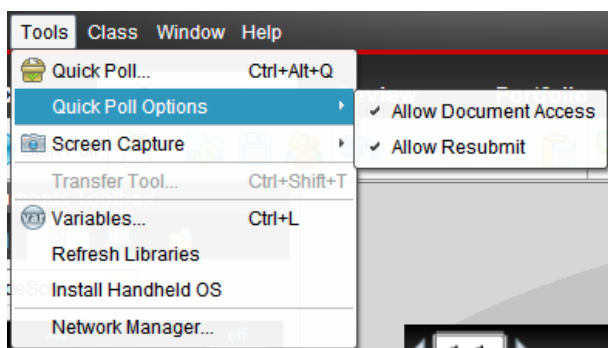 Tools Class Window Help
Quick Poll... Ctrl+Alt+Q
Quick Poll Options
Allow Document Access
Screen Capture
Allow Resubmit
Transfer Tool... Ctrl+Shift+T
Variables... Ctrl+L
Refresh Libraries
Install Handheld OS
Network Manager...